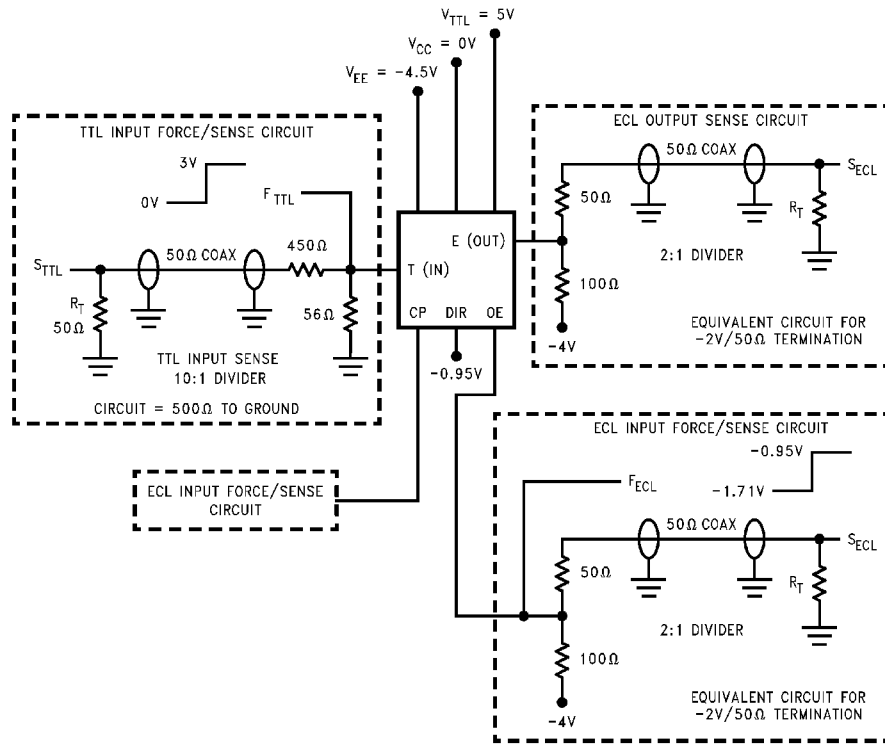 V_TTL = 5V
V_CC = 0V
V_EE = -4.5V
TTL INPUT FORCE/SENSE CIRCUIT
3V
0V
F_TTL
S_TTL
50Ω COAX
450Ω
R_T
50Ω
56Ω
TTL INPUT SENSE
10:1 DIVIDER
CIRCUIT = 500Ω TO GROUND
E (OUT)
T (IN)
CP DIR OE
-0.95V
ECL OUTPUT SENSE CIRCUIT
50Ω COAX
S_ECL
50Ω
R_T
2:1 DIVIDER
100Ω
-4V
EQUIVALENT CIRCUIT FOR
-2V/50Ω TERMINATION
ECL INPUT FORCE/SENSE
CIRCUIT
ECL INPUT FORCE/SENSE CIRCUIT
-0.95V
-1.71V
F_ECL
50Ω COAX
S_ECL
50Ω
R_T
2:1 DIVIDER
100Ω
-4V
EQUIVALENT CIRCUIT FOR
-2V/50Ω TERMINATION